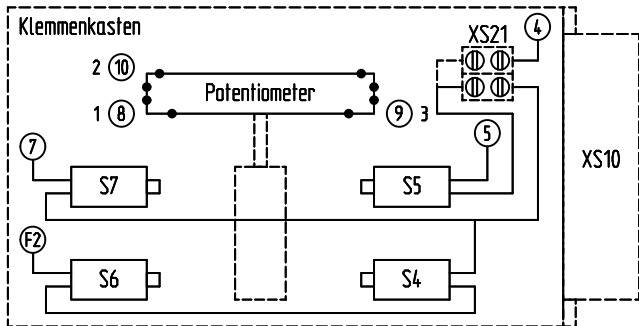 Klemmenkasten
XS21
4
2 10
Potentiometer
1 8
9 3
7
5
XS10
S7
S5
F2
S6
S4